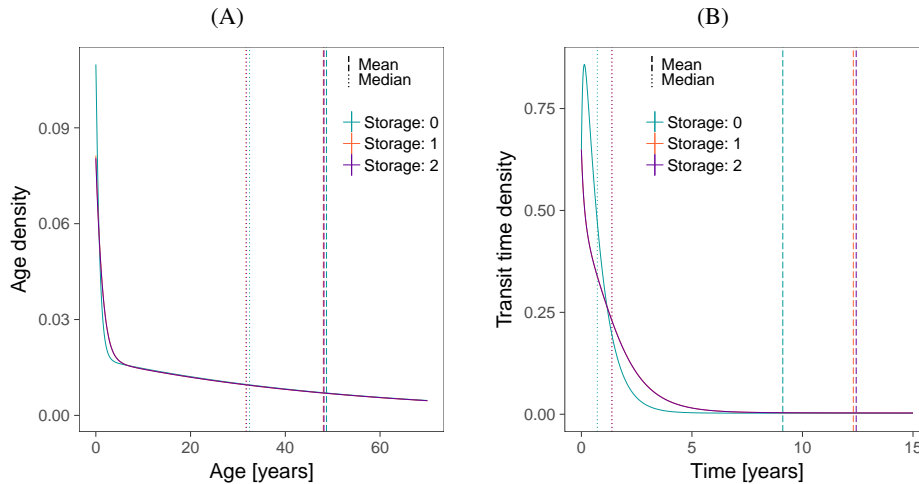 (A)
(B)
Age density
0.09
0.06
0.03
0.00
0
20
40
60
Age [years]
Mean
Median
Storage: 0
Storage: 1
Storage: 2
Transit time density
0.75
0.50
0.25
0.00
0
5
10
15
Time [years]
Mean
Median
Storage: 0
Storage: 1
Storage: 2